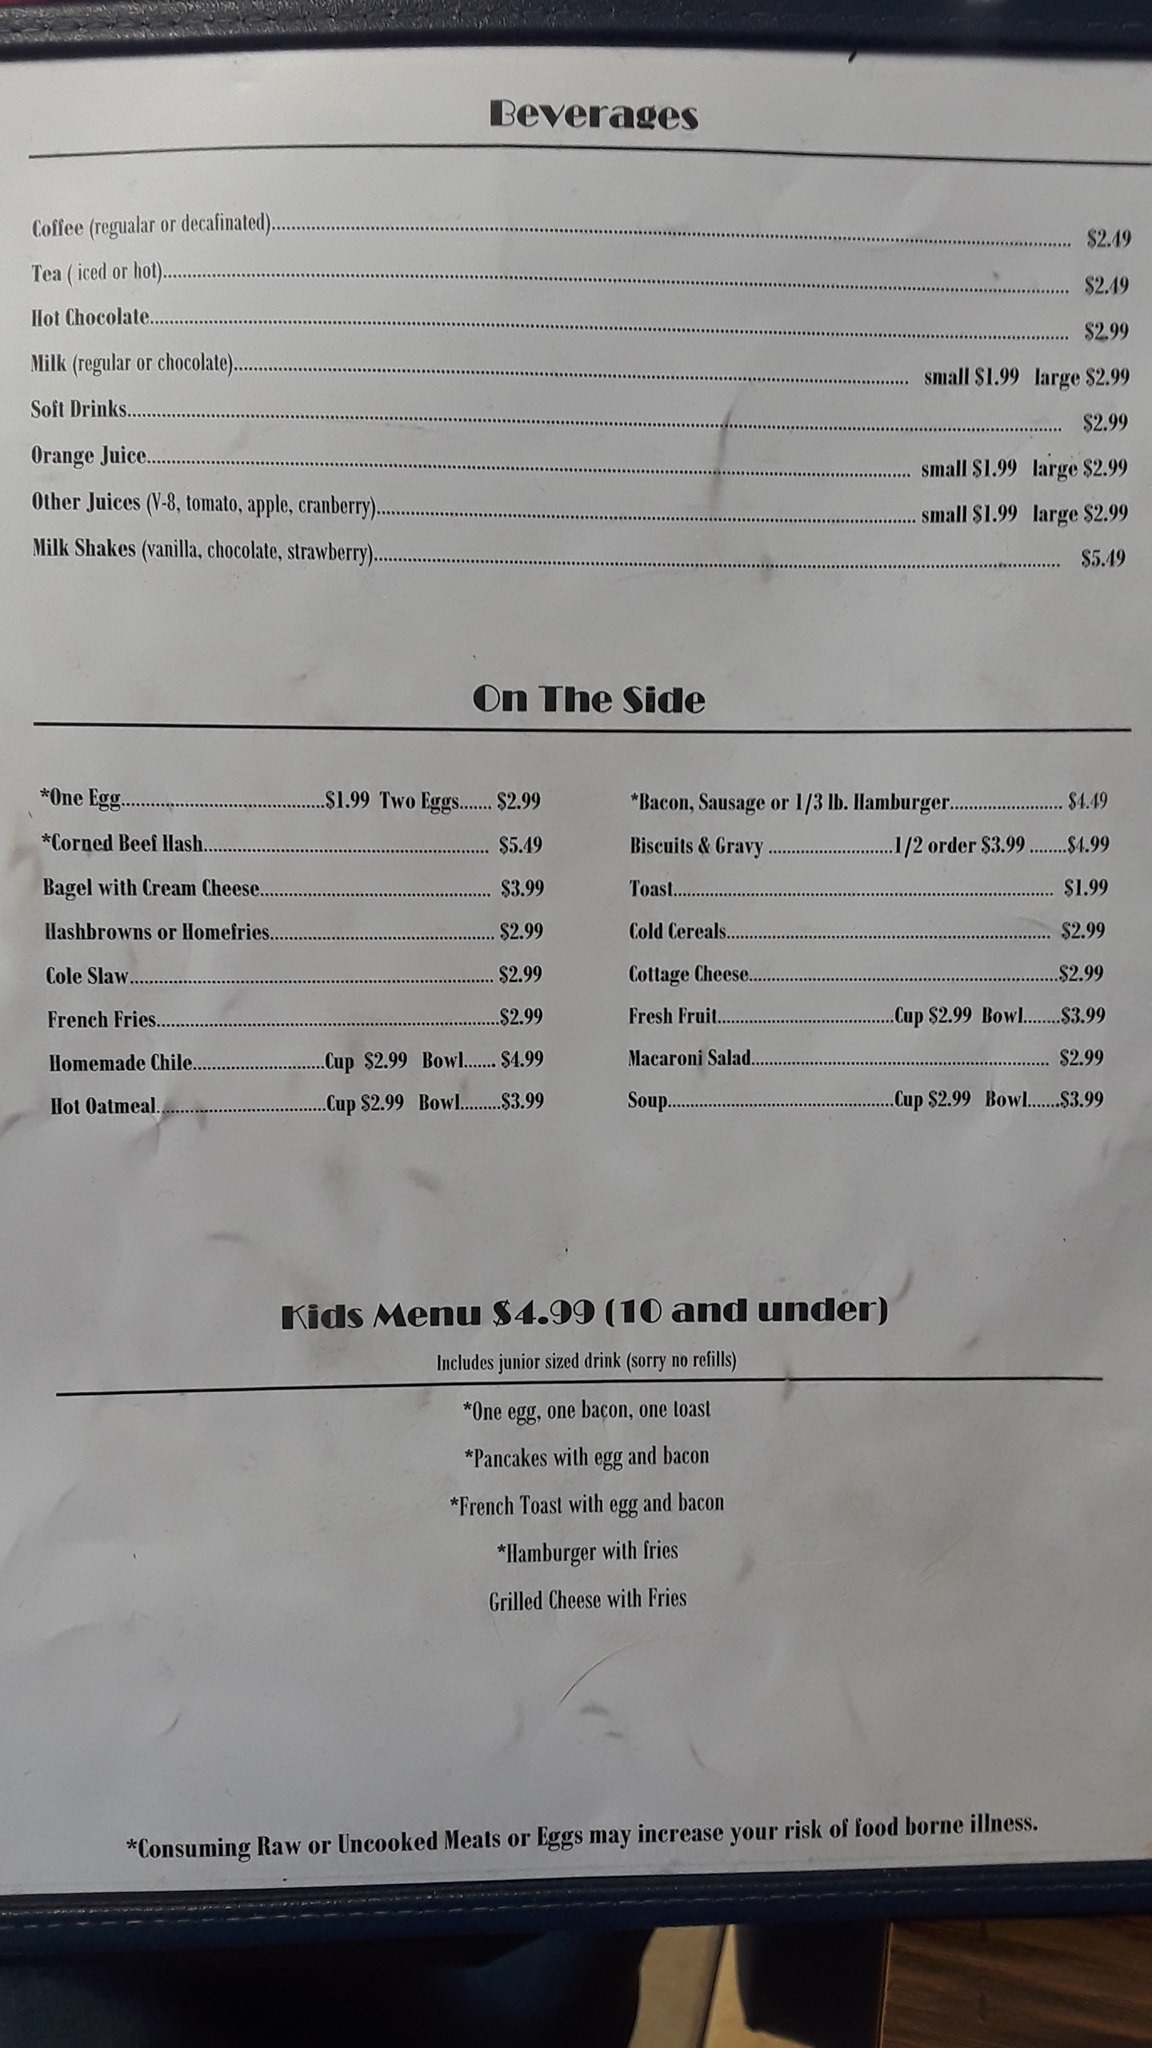 Beverages
Coffee (regualar or decafinated)........ $2.49
Tea ( iced or hot)........ $2.49
Hot Chocolate........ $2.99
Milk (regular or chocolate)........ small $1.99 large $2.99
Soft Drinks........ $2.99
Orange Juice........ small $1.99 large $2.99
Other Juices (V-8, tomato, apple, cranberry)........ small $1.99 large $2.99
Milk Shakes (vanilla, chocolate, strawberry)........ $5.49
On The Side
*One Egg........$1.99 Two Eggs....... $2.99
*Corned Beef Hash........ $5.49
Bagel with Cream Cheese........ $3.99
Hashbrowns or Homefries........ $2.99
Cole Slaw........ $2.99
French Fries........$2.99
Homemade Chile........Cup $2.99 Bowl....... $4.99
Hot Oatmeal........Cup $2.99 Bowl.........$3.99
*Bacon, Sausage or 1/3 lb. Hamburger........ $4.49
Biscuits & Gravy ........1/2 order $3.99 ........$4.99
Toast........ $1.99
Cold Cereals........ $2.99
Cottage Cheese........$2.99
Fresh Fruit........Cup $2.99 Bowl........$3.99
Macaroni Salad........ $2.99
Soup........Cup $2.99 Bowl.......$3.99
Kids Menu $4.99 (10 and under)
Includes junior sized drink (sorry no refills)
*One egg, one bacon, one toast
*Pancakes with egg and bacon
*French Toast with egg and bacon
*Hamburger with fries
Grilled Cheese with Fries
*Consuming Raw or Uncooked Meats or Eggs may increase your risk of food borne illness.